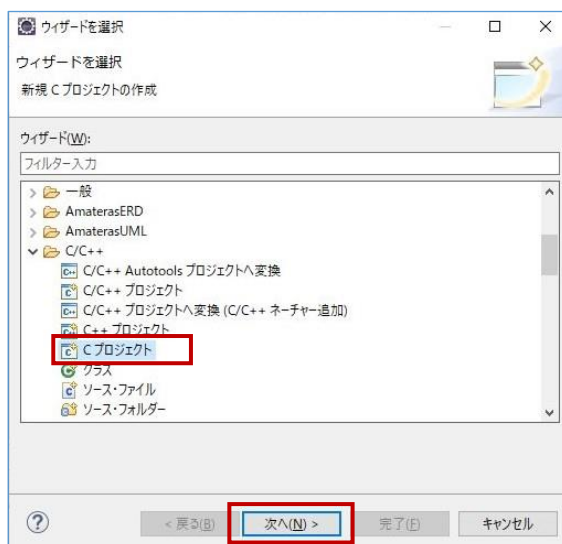 ウィザードを選択
ウィザードを選択
新規 C プロジェクトの作成
ウィザード(W):
フィルター入力
一般
AmaterasERD
AmaterasUML
C/C++
C/C++ Autotools プロジェクトへ変換
C/C++ プロジェクト
C/C++ プロジェクトへ変換 (C/C++ ネーチャー追加)
C++ プロジェクト
C プロジェクト
クラス
ソース・ファイル
ソース・フォルダー
< 戻る(B) 次へ(N) > 完了(F) キャンセル